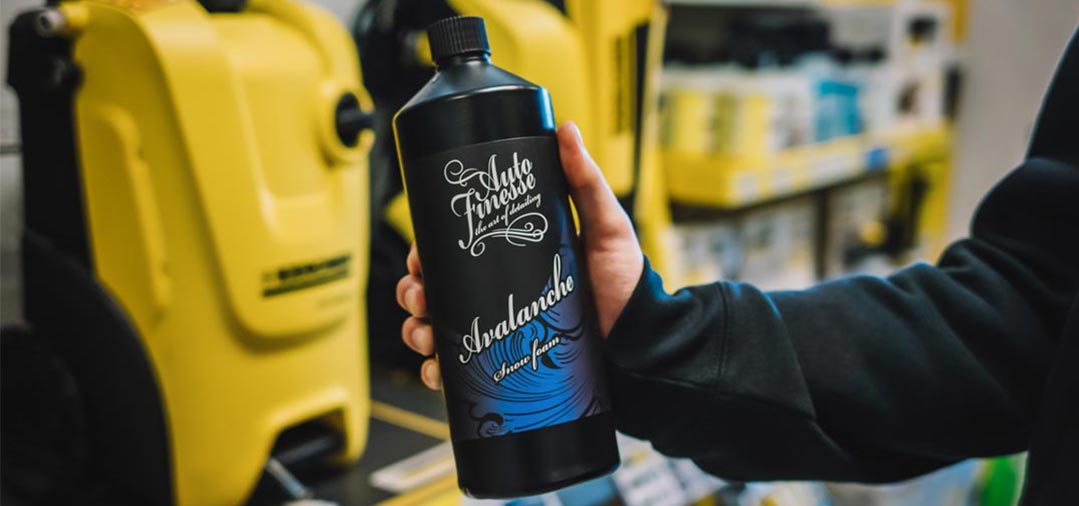 Auto
Finesse
the art of detailing
Avalanche
Snow foam